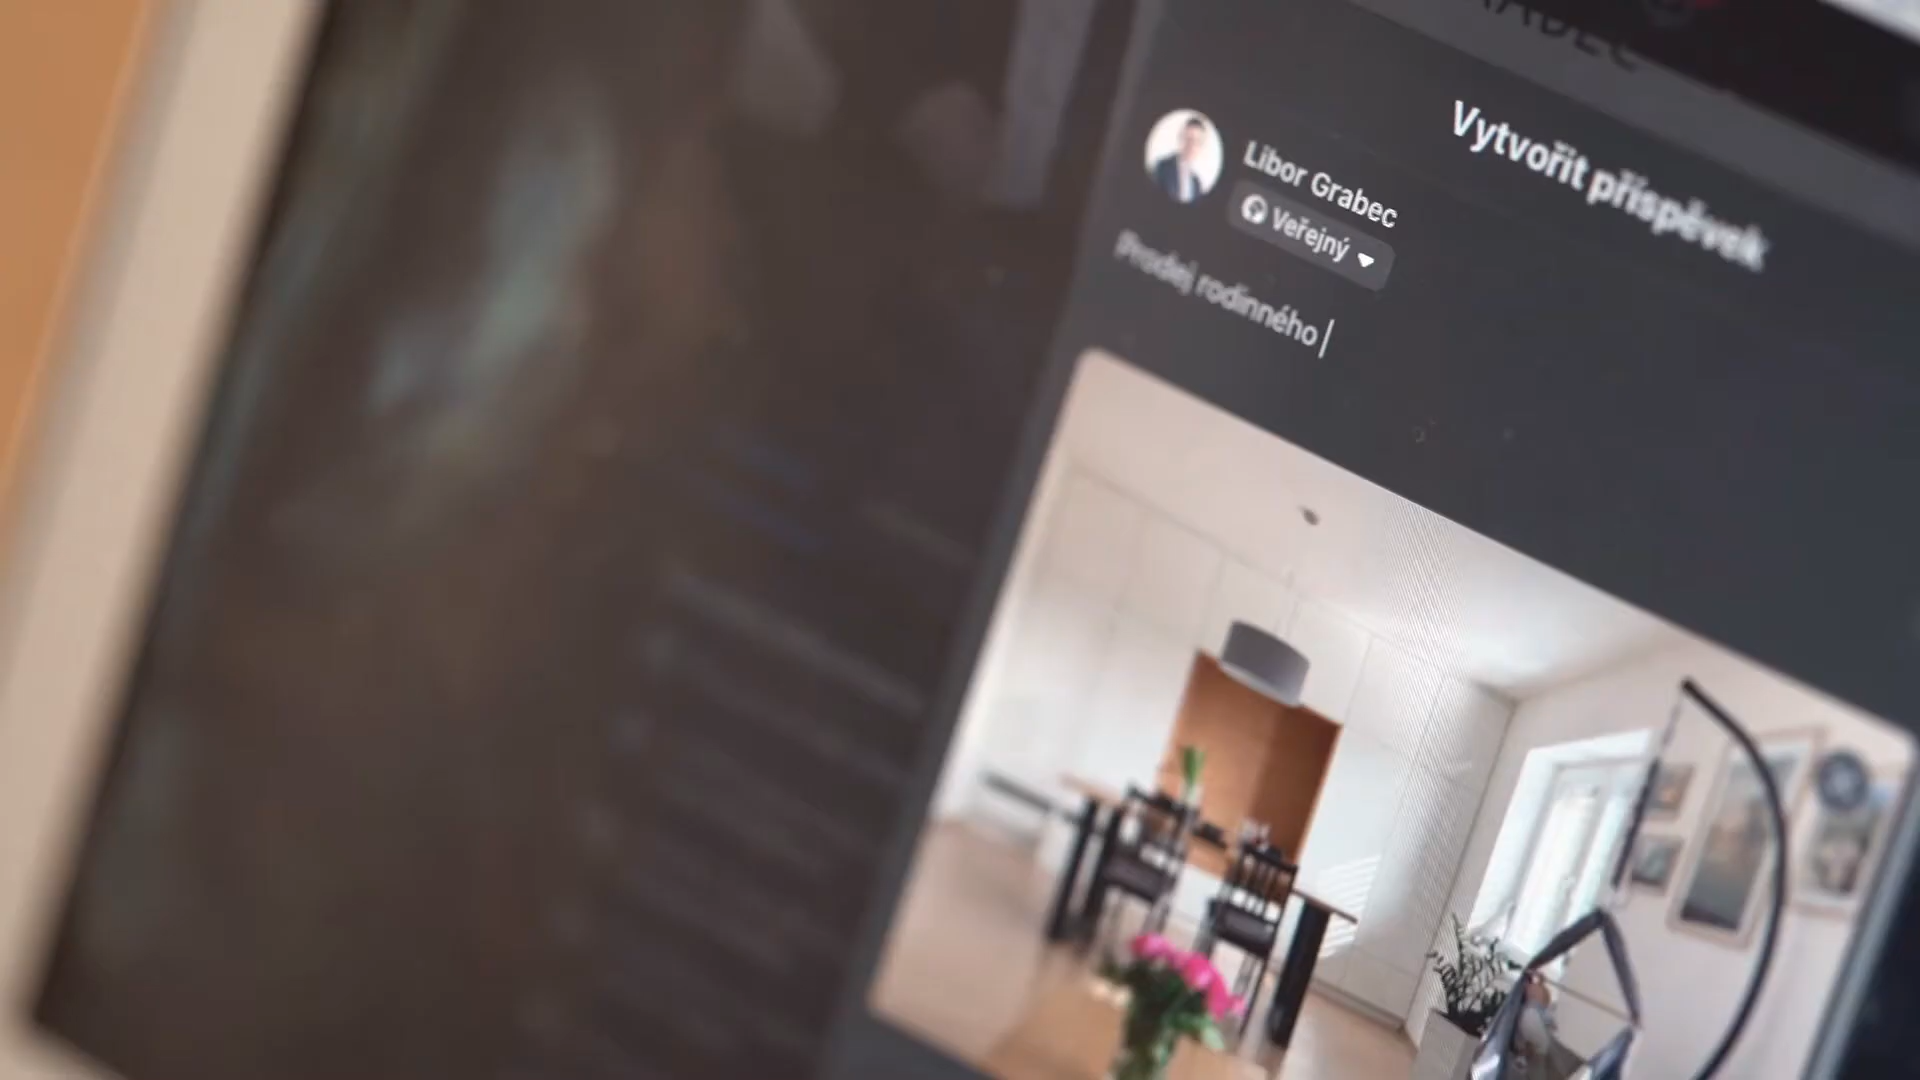 Vytvořit příspěvek
Libor Grabec
Veřejný
Prodej rodinného